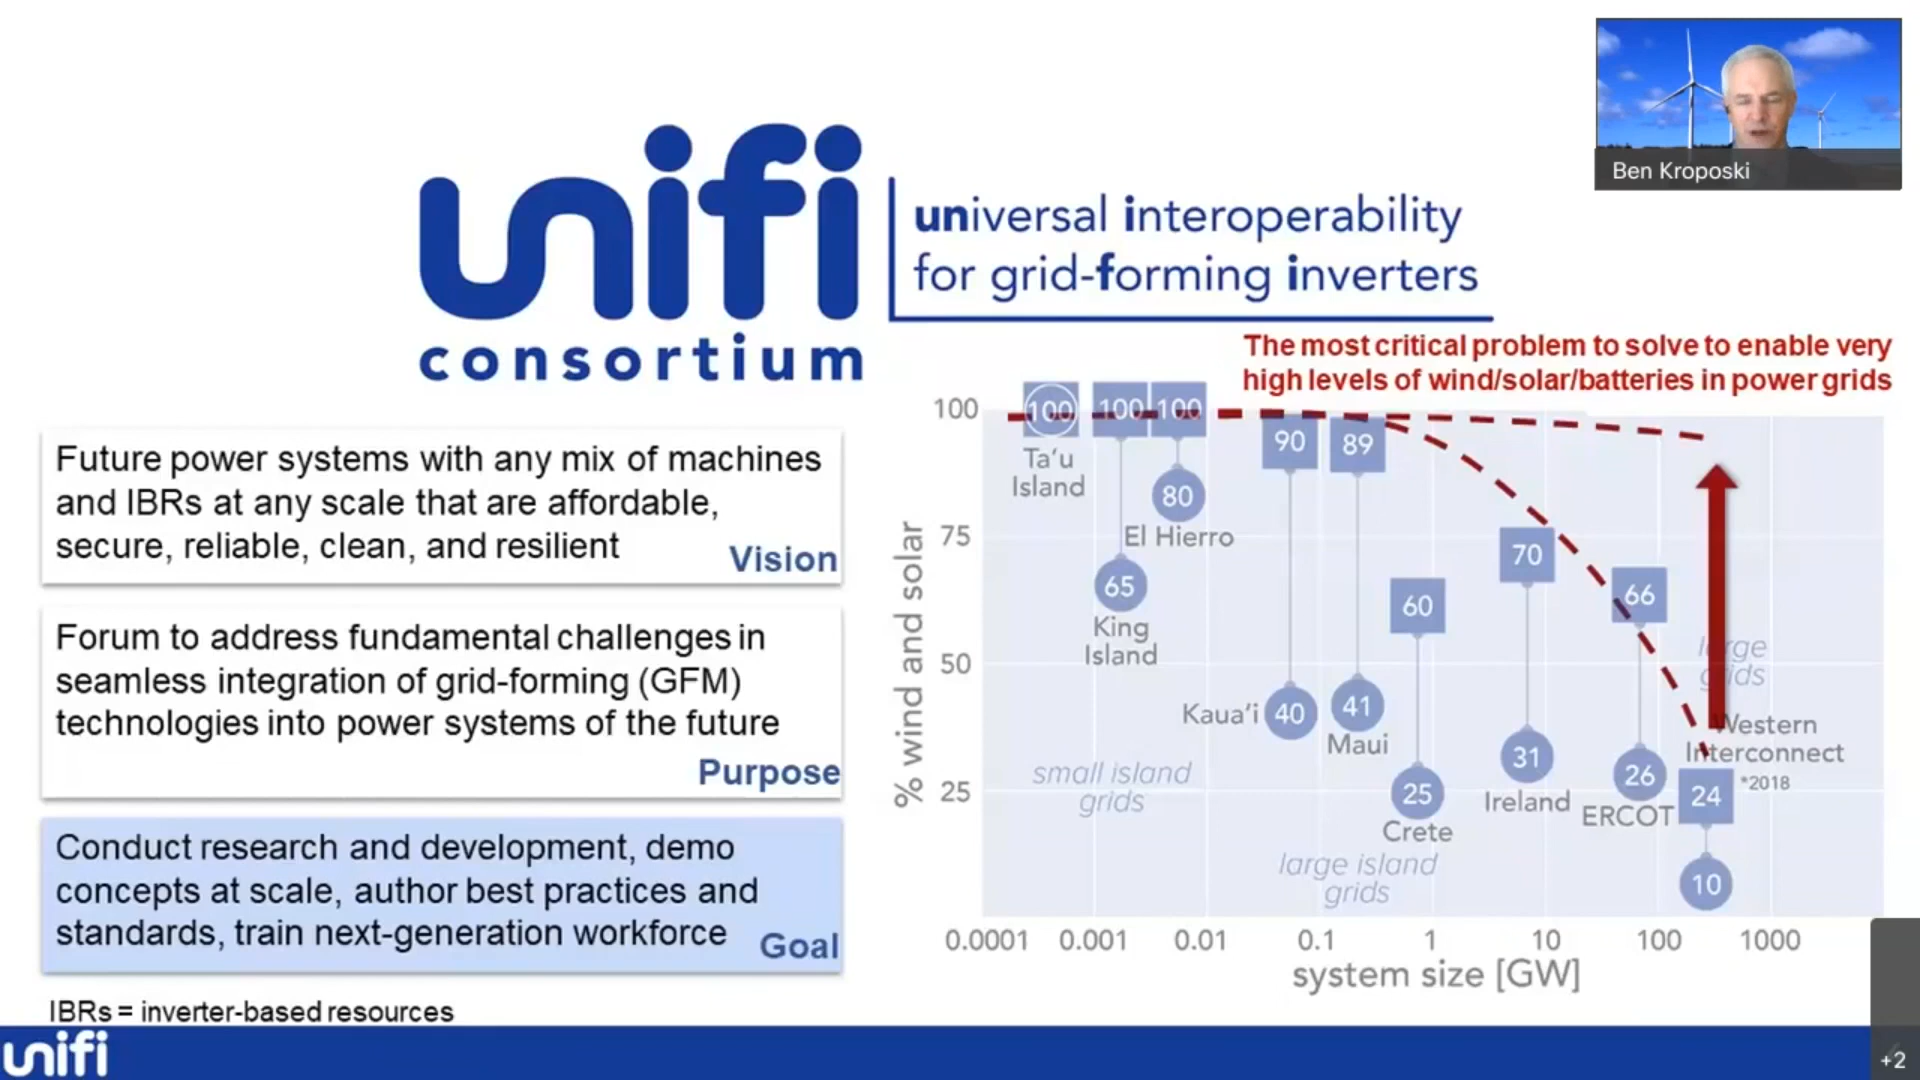 Ben Kroposki
unifi
consortium
universal interoperability
for grid-forming inverters
The most critical problem to solve to enable very
high levels of wind/solar/batteries in power grids
Future power systems with any mix of machines
and IBRs at any scale that are affordable,
secure, reliable, clean, and resilient
Vision
Forum to address fundamental challenges in
seamless integration of grid-forming (GFM)
technologies into power systems of the future
Purpose
Conduct research and development, demo
concepts at scale, author best practices and
standards, train next-generation workforce
Goal
IBRs = inverter-based resources
% wind and solar
100
75
50
25
100
Ta‘u
Island
100
65
King
Island
100
80
El Hierro
90
Kaua‘i 40
89
41
Maui
60
25
Crete
70
31
Ireland
66
26
ERCOT
large
grids
Western
Interconnect
*2018
24
10
small island
grids
large island
grids
0.0001 0.001 0.01 0.1 1 10 100 1000
system size [GW]
unifi
+2